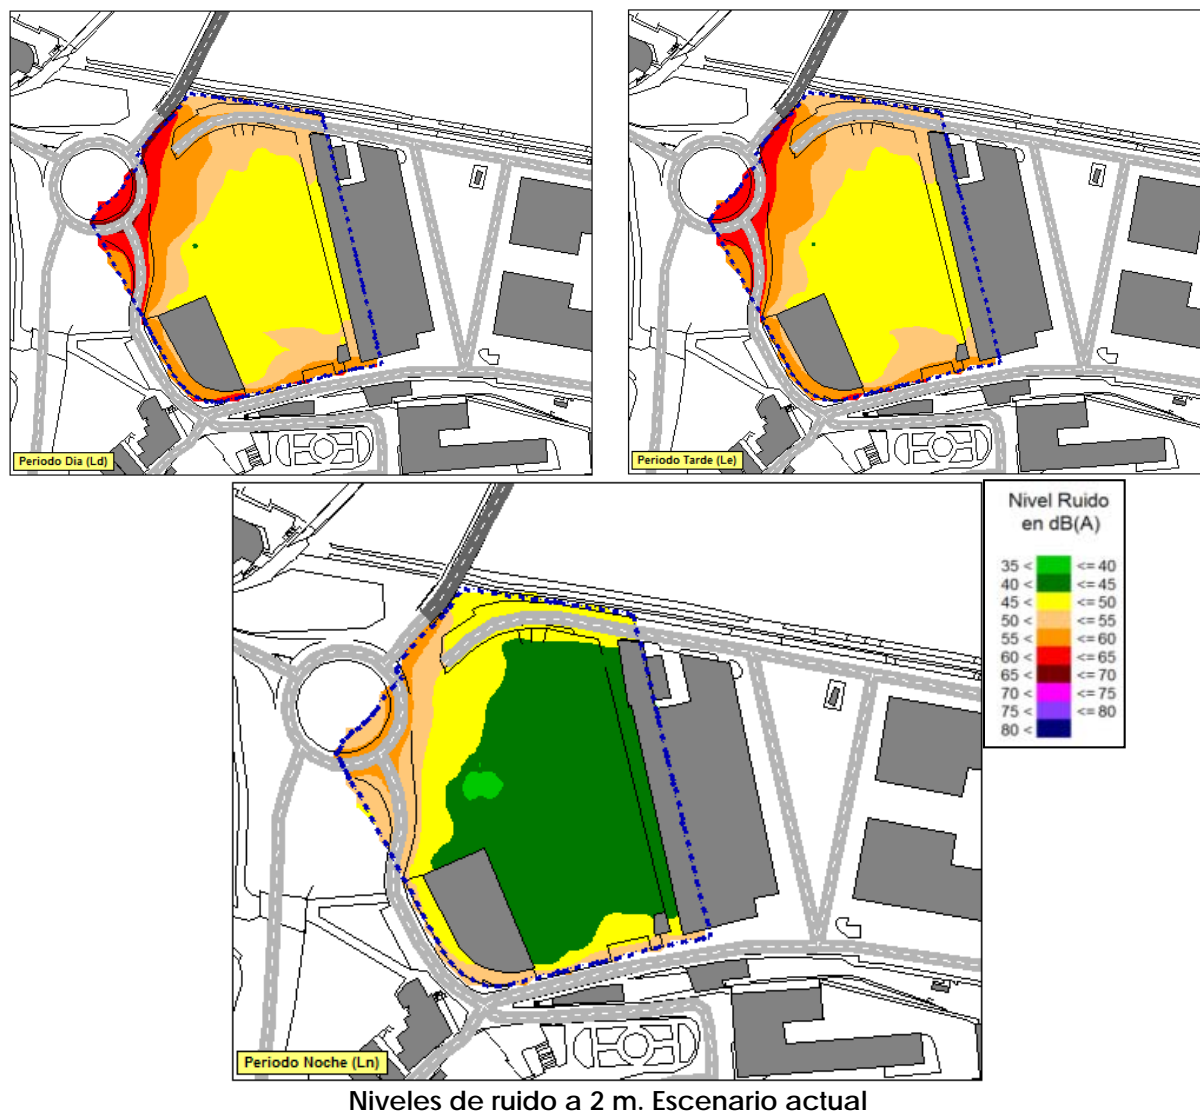 Periodo Dia (Ld)
Periodo Tarde (Le)
Nivel Ruido
en dB(A)
35 < <= 40
40 < <= 45
45 < <= 50
50 < <= 55
55 < <= 60
60 < <= 65
65 < <= 70
70 < <= 75
75 < <= 80
80 <
Periodo Noche (Ln)
Niveles de ruido a 2 m. Escenario actual